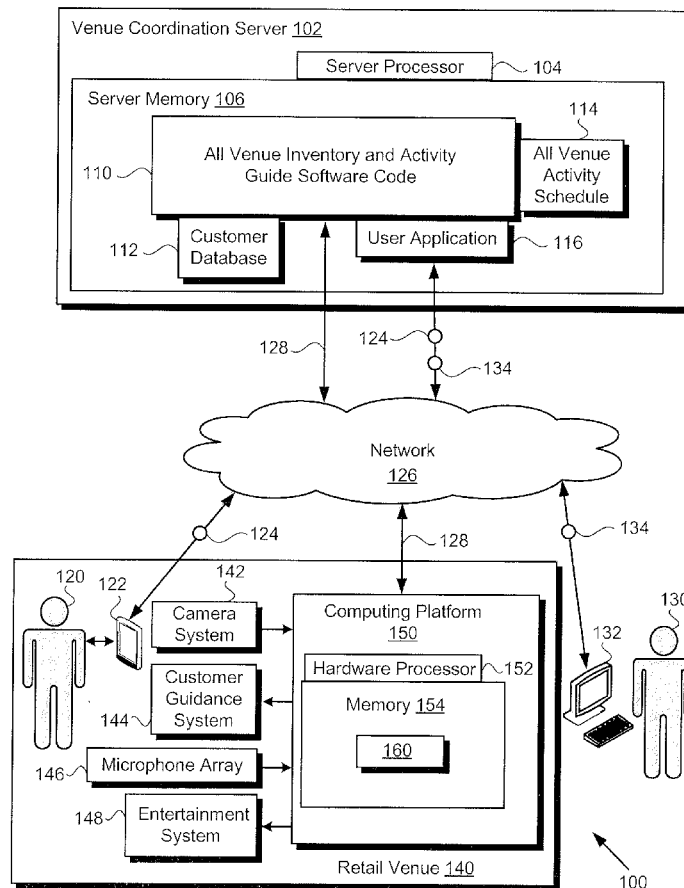 Venue Coordination Server 102
Server Processor
104
Server Memory 106
114
110
All Venue Inventory and Activity
Guide Software Code
All Venue
Activity
Schedule
112
Customer
Database
User Application
116
128
124
134
Network
126
124
128
134
120
122
142
Camera
System
Computing Platform
150
130
132
Hardware Processor
152
Customer
Guidance
System
144
Memory 154
160
146
Microphone Array
148
Entertainment
System
Retail Venue 140
100